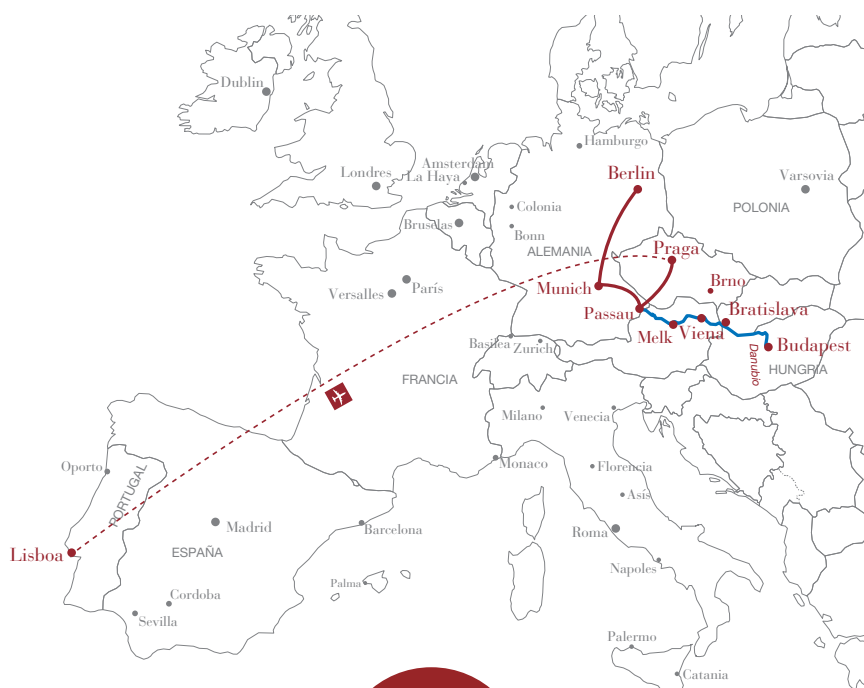 Dublin
Hamburgo
Londres
Amsterdam
La Haya
Berlin
Varsovia
Colonia
POLONIA
Bruselas
Bonn
ALEMANIA
Praga
París
Versalles
Munich
Brno
Passau
Bratislava
Melk
Viena
Budapest
Basilea
Zurich
Danubio
HUNGRIA
FRANCIA
Milano
Venecia
Oporto
PORTUGAL
Monaco
Florencia
Asís
Madrid
Barcelona
Roma
Lisboa
ESPAÑA
Napoles
Palma
Cordoba
Sevilla
Palermo
Catania